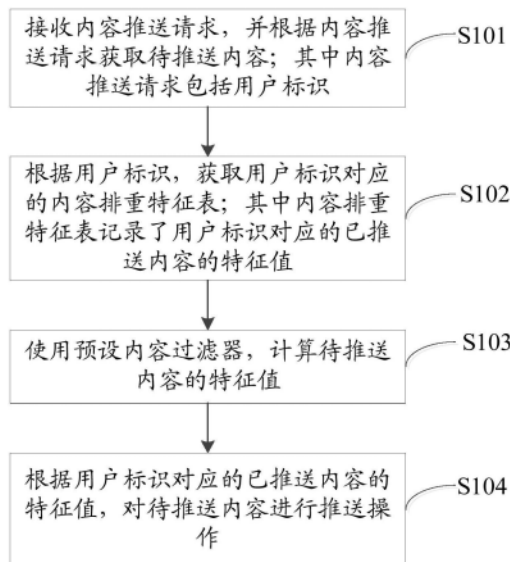 接收内容推送请求，并根据内容推
送请求获取待推送内容；其中内容
推送请求包括用户标识
S101
根据用户标识，获取用户标识对应
的内容排重特征表；其中内容排重
特征表记录了用户标识对应的已推
送内容的特征值
S102
使用预设内容过滤器，计算待推送
内容的特征值
S103
根据用户标识对应的已推送内容的
特征值，对待推送内容进行推送操
作
S104